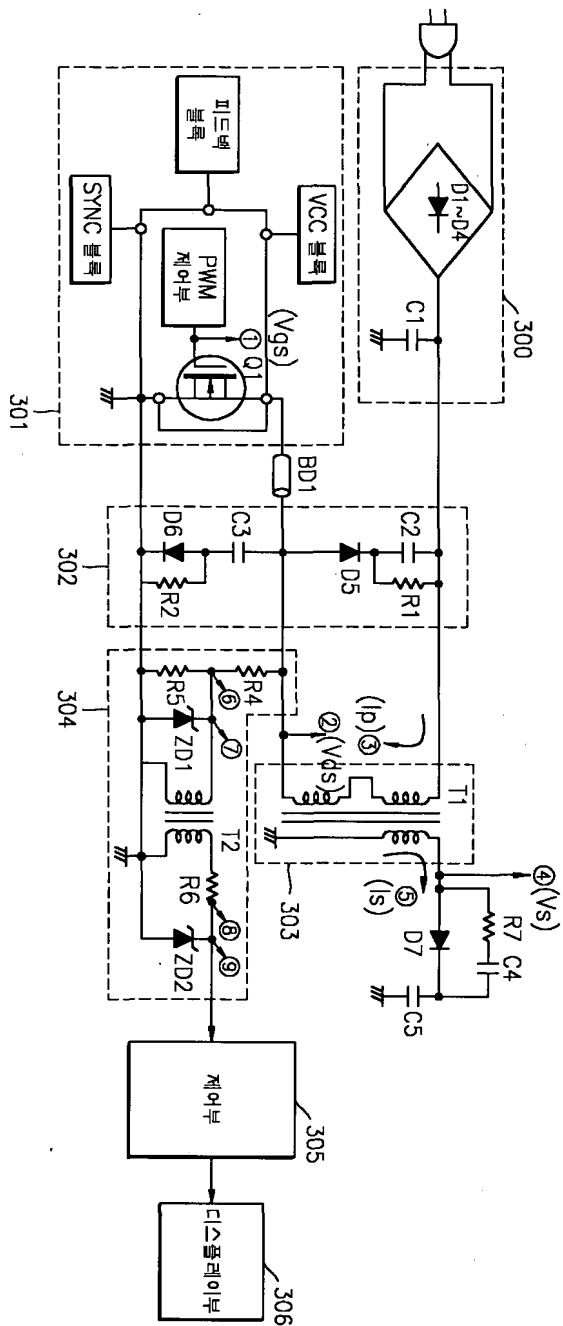 D1~D4
C1
300
피드백
블록
VCC 블록
SYNC 블록
PWM
제어부
①
(Vgs)
Q1
301
BD1
C2
R1
D5
C3
D6
R2
302
R4
R5
⑥
⑦
ZD1
T2
R6
⑧
⑨
ZD2
304
②(Vds)
③
(Ip)
T1
303
④(Vs)
⑤
(Is)
R7
C4
D7
C5
제어부
305
디스플레이부
306